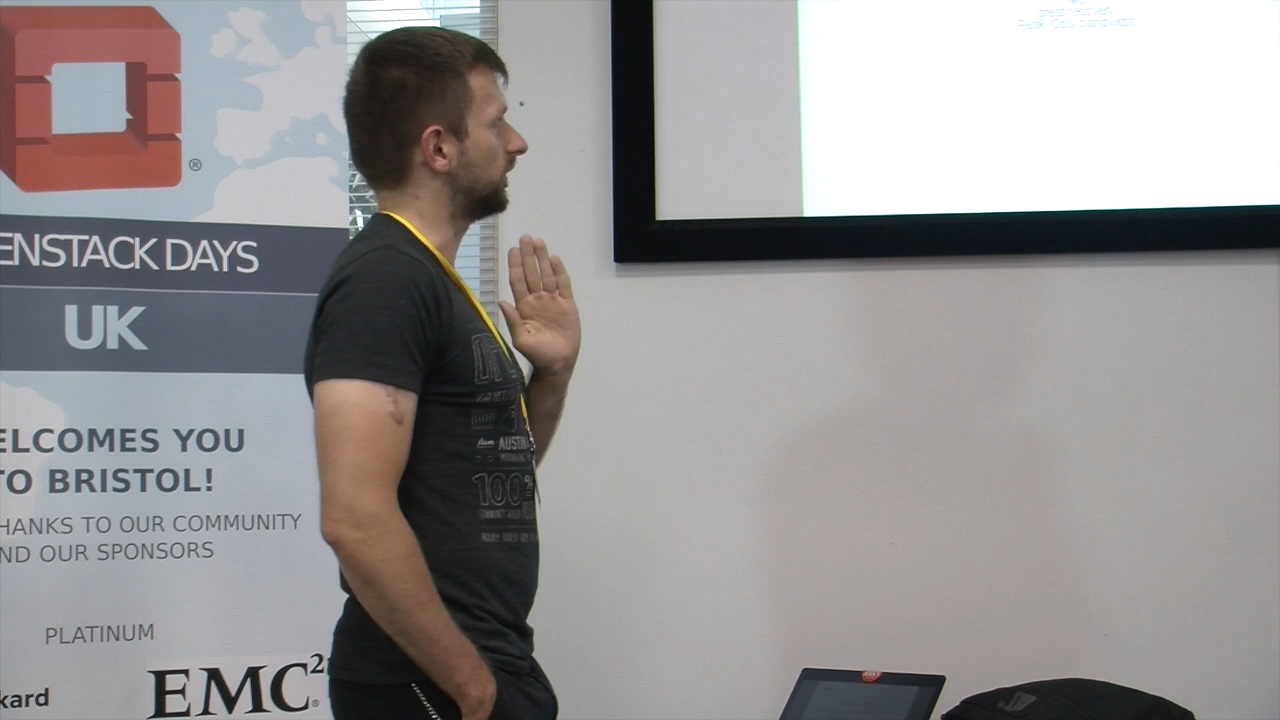 ENSTACK DAYS
UK
ELCOMES YOU
TO BRISTOL!
HANKS TO OUR COMMUNITY
ND OUR SPONSORS
PLATINUM
kard
EMC²
®
AUSTIN
100